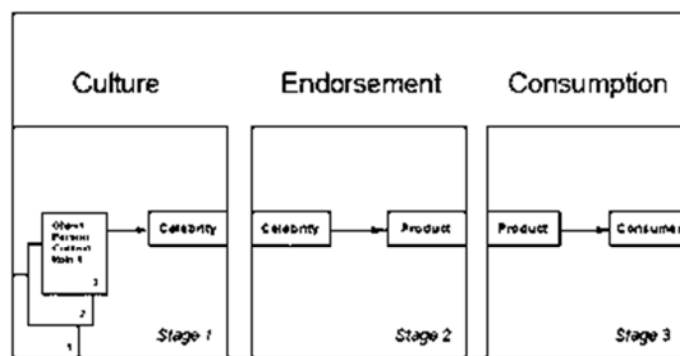 Culture
Endorsement
Consumption
Celebrity
Celebrity
Product
Product
Consumer
3
2
1
Stage 1
Stage 2
Stage 3